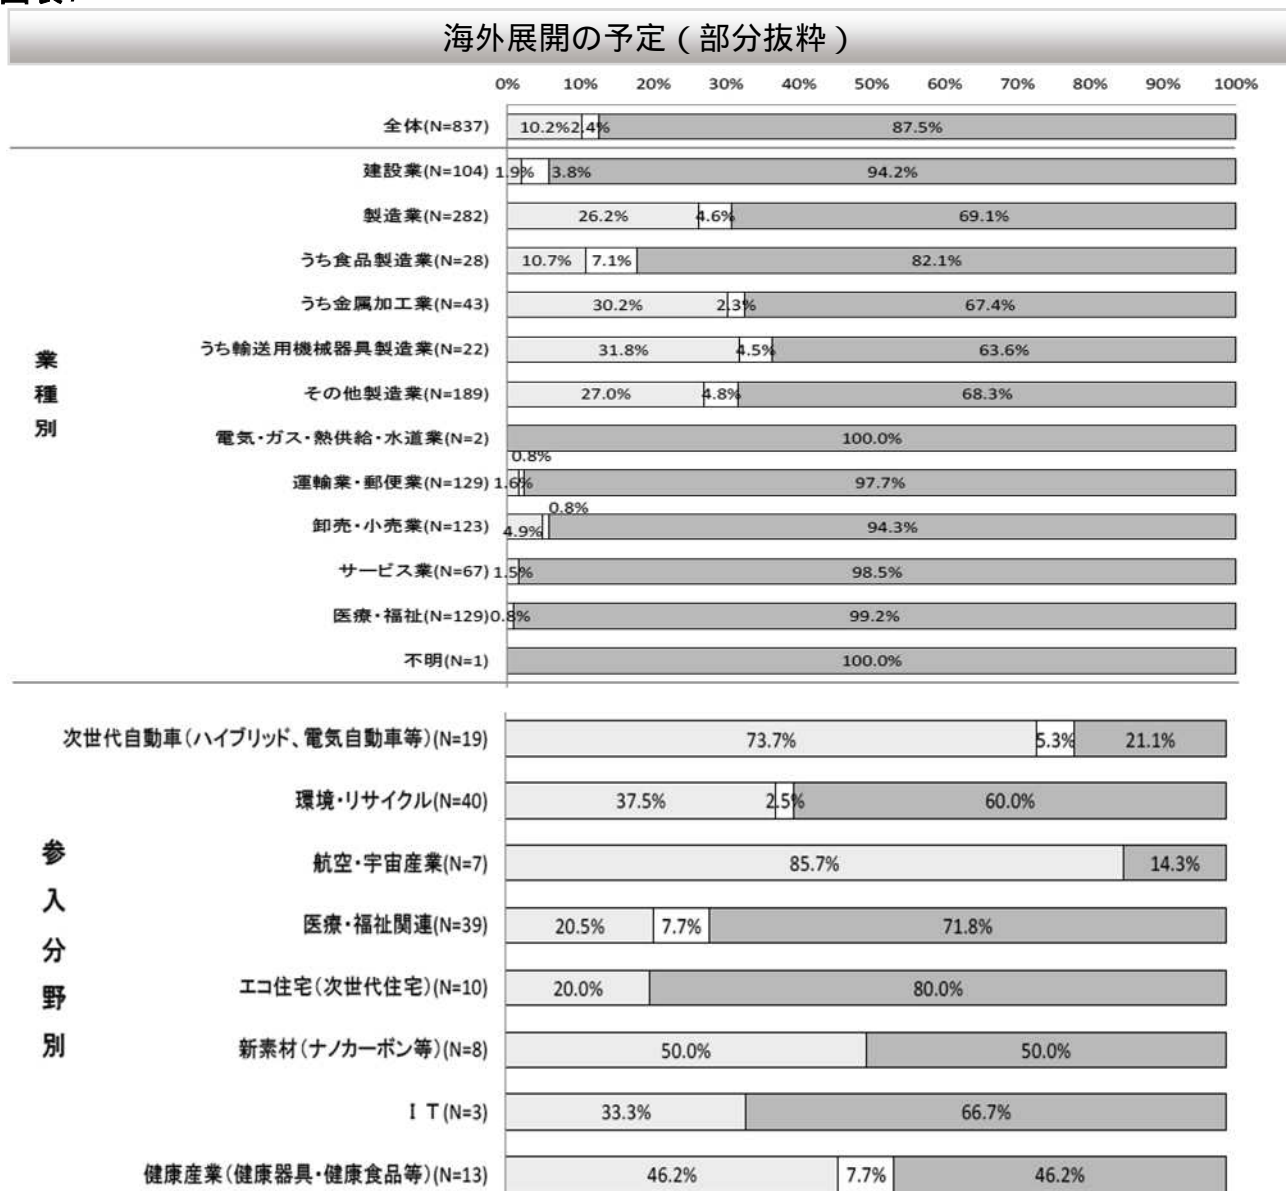 海外展開の予定（部分抜粋）
0% 10% 20% 30% 40% 50% 60% 70% 80% 90% 100%
全体(N=837) 10.2% 2.4% 87.5%
業種別
建設業(N=104) 1.9% 3.8% 94.2%
製造業(N=282) 26.2% 4.6% 69.1%
うち食品製造業(N=28) 10.7% 7.1% 82.1%
うち金属加工業(N=43) 30.2% 2.3% 67.4%
うち輸送用機械器具製造業(N=22) 31.8% 4.5% 63.6%
その他製造業(N=189) 27.0% 4.8% 68.3%
電気・ガス・熱供給・水道業(N=2) 100.0%
運輸業・郵便業(N=129) 1.6% 0.8% 97.7%
卸売・小売業(N=123) 4.9% 0.8% 94.3%
サービス業(N=67) 1.5% 98.5%
医療・福祉(N=129) 0.8% 99.2%
不明(N=1) 100.0%
参入分野別
次世代自動車（ハイブリッド、電気自動車等）(N=19) 73.7% 5.3% 21.1%
環境・リサイクル(N=40) 37.5% 2.5% 60.0%
航空・宇宙産業(N=7) 85.7% 14.3%
医療・福祉関連(N=39) 20.5% 7.7% 71.8%
エコ住宅（次世代住宅）(N=10) 20.0% 80.0%
新素材（ナノカーボン等）(N=8) 50.0% 50.0%
ＩＴ(N=3) 33.3% 66.7%
健康産業（健康器具・健康食品等）(N=13) 46.2% 7.7% 46.2%